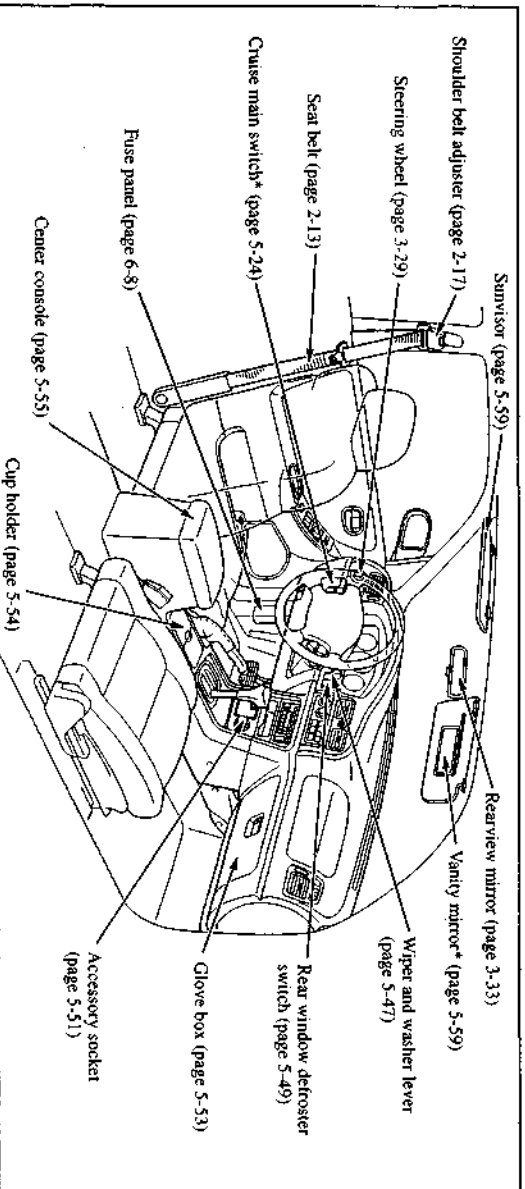 Sunvisor (page 5-59)
Shoulder belt adjuster (page 2-17)
Steering wheel (page 3-29)
Seat belt (page 2-13)
Cruise main switch* (page 5-24)
Fuse panel (page 6-8)
Center console (page 5-55)
Cup holder (page 5-54)
Rearview mirror (page 3-33)
Vanity mirror* (page 5-59)
Wiper and washer lever
(page 5-47)
Rear window defroster
switch (page 5-49)
Glove box (page 5-53)
Accessory socket
(page 5-51)